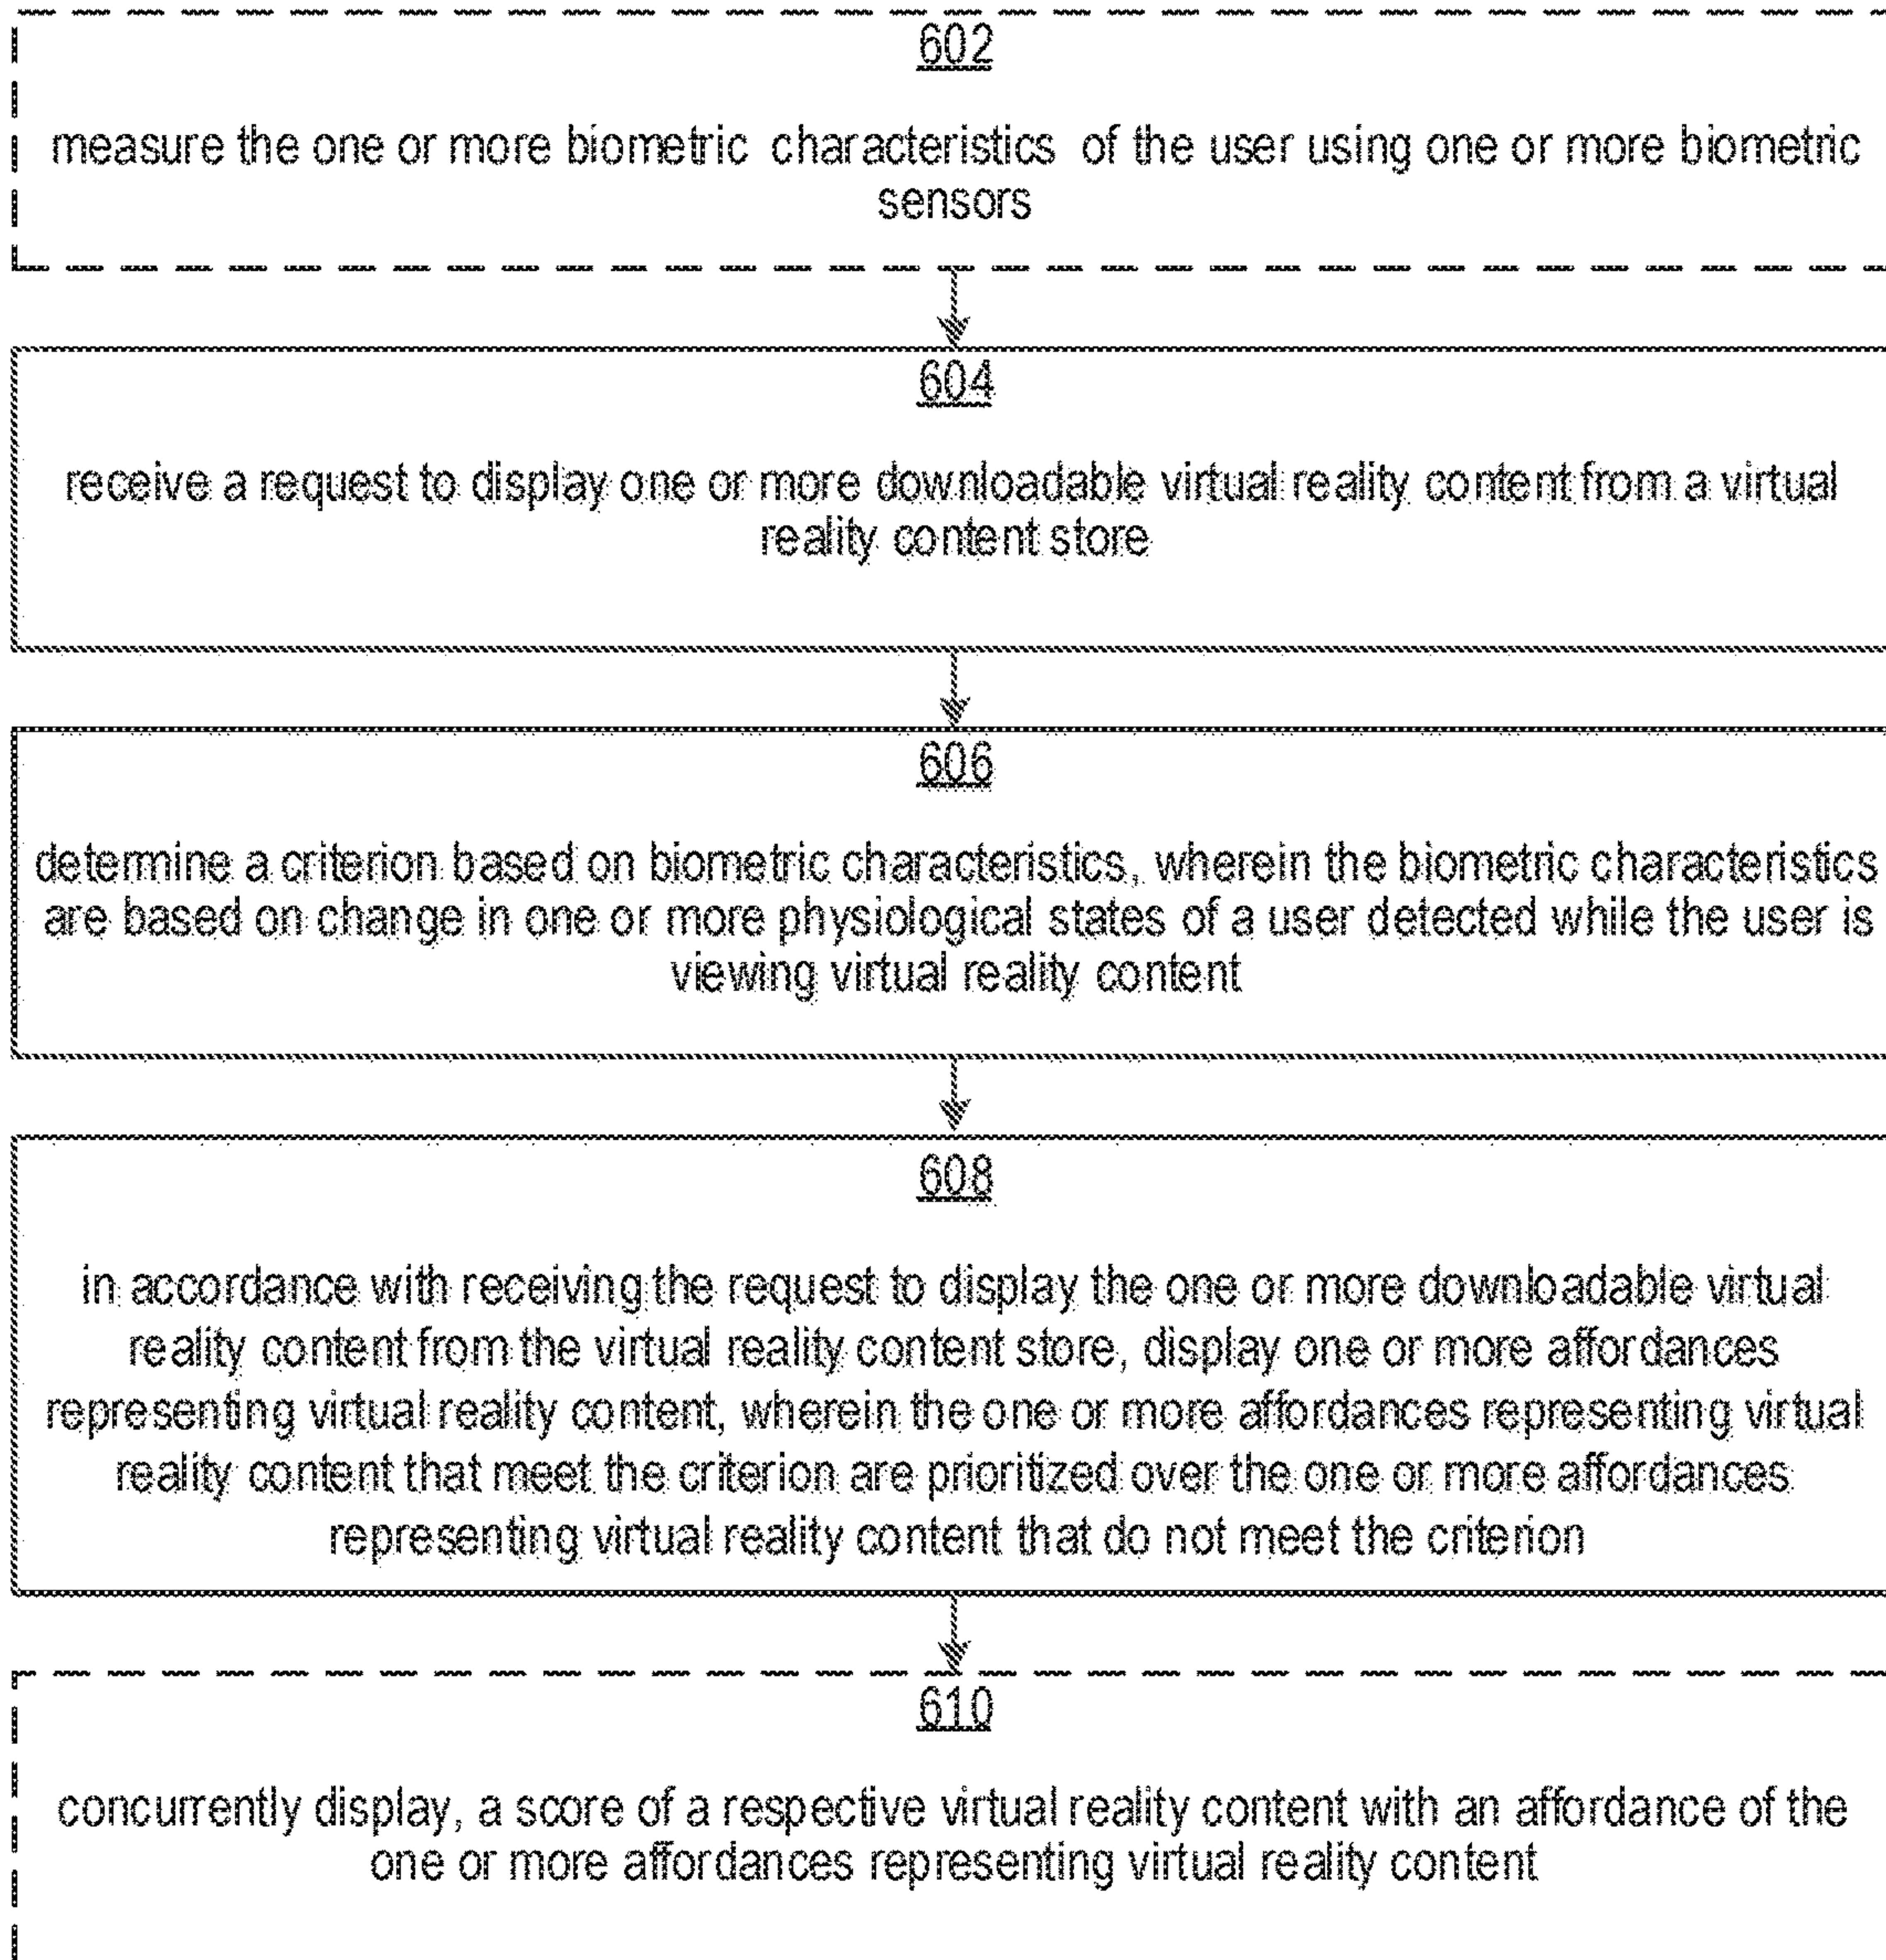 602
measure the one or more biometric characteristics of the user using one or more biometric
sensors
604
receive a request to display one or more downloadable virtual reality content from a virtual
reality content store
606
determine a criterion based on biometric characteristics, wherein the biometric characteristics
are based on change in one or more physiological states of a user detected while the user is
viewing virtual reality content
608
in accordance with receiving the request to display the one or more downloadable virtual
reality content from the virtual reality content store, display one or more affordances
representing virtual reality content, wherein the one or more affordances representing virtual
reality content that meet the criterion are prioritized over the one or more affordances
representing virtual reality content that do not meet the criterion
610
concurrently display, a score of a respective virtual reality content with an affordance of the
one or more affordances representing virtual reality content